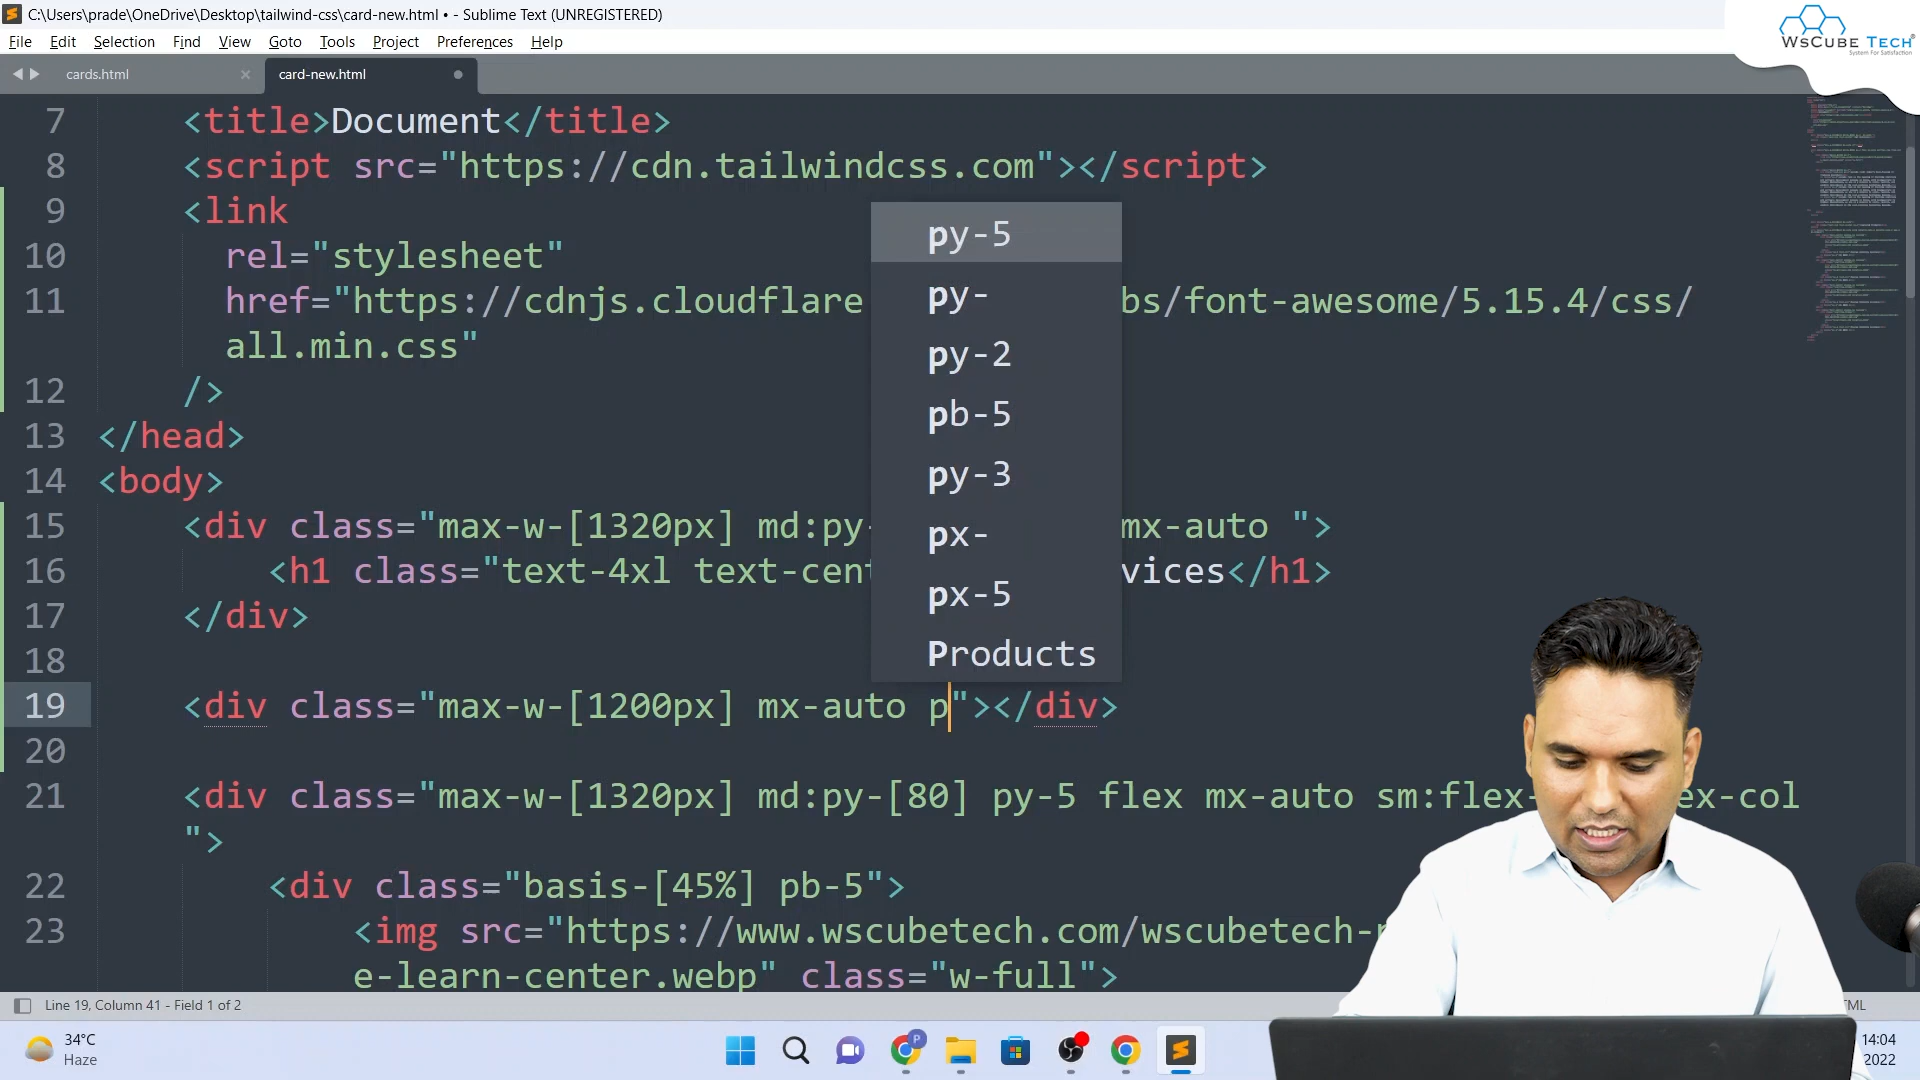 C:\Users\prade\OneDrive\Desktop\tailwind-css\card-new.html • - Sublime Text (UNREGISTERED)
File Edit Selection Find View Goto Tools Project Preferences Help
WsCube Tech
System For Satisfaction
cards.html × card-new.html
7 <title>Document</title>
8 <script src="https://cdn.tailwindcss.com"></script>
9 <link
10 rel="stylesheet"
11 href="https://cdnjs.cloudflare bs/font-awesome/5.15.4/css/
all.min.css"
12 />
13 </head>
14 <body>
15 <div class="max-w-[1320px] md:py- mx-auto ">
16 <h1 class="text-4xl text-cent vices</h1>
17 </div>
18
19 <div class="max-w-[1200px] mx-auto p"></div>
20
21 <div class="max-w-[1320px] md:py-[80] py-5 flex mx-auto sm:flex- ex-col
">
22 <div class="basis-[45%] pb-5">
23 <img src="https://www.wscubetech.com/wscubetech-
e-learn-center.webp" class="w-full">
py-5
py-
py-2
pb-5
py-3
px-
px-5
Products
Line 19, Column 41 - Field 1 of 2
34°C
Haze
14:04
2022